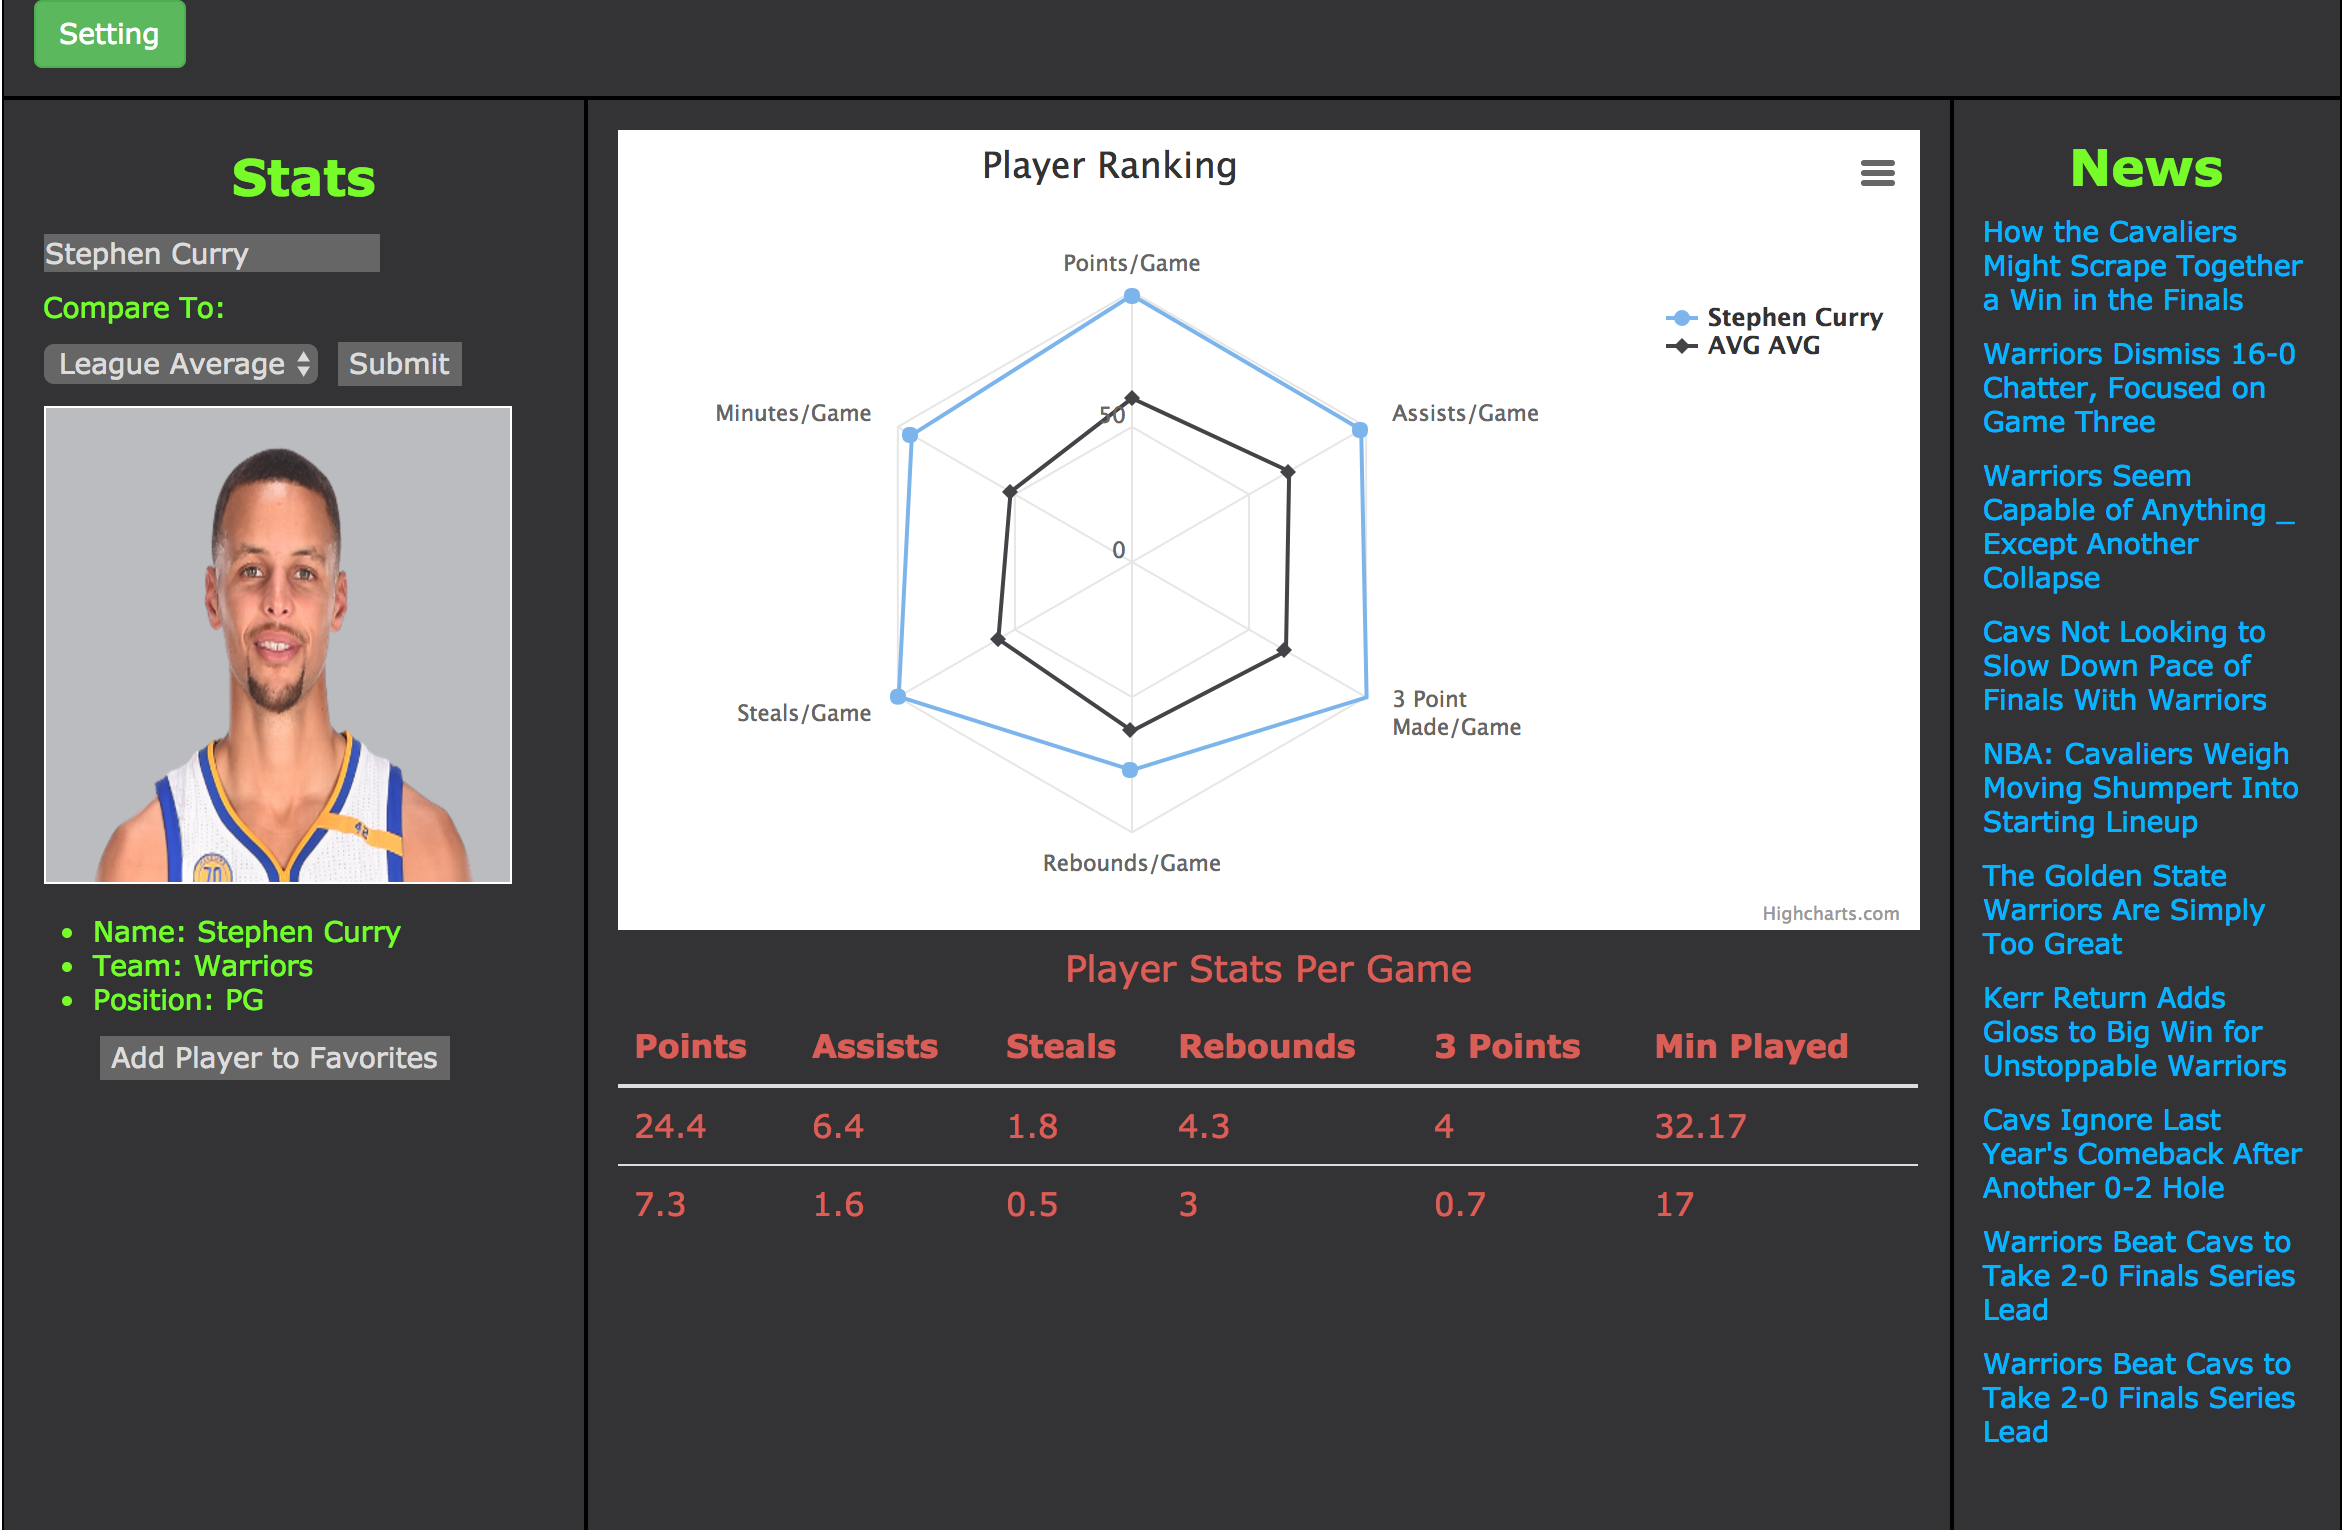 Setting
Stats
Stephen Curry
Compare To:
League Average
Submit
42
70
Name: Stephen Curry
Team: Warriors
Position: PG
Add Player to Favorites
Player Ranking
Points/Game
Stephen Curry
AVG AVG
Minutes/Game
50
Assists/Game
0
Steals/Game
3 Point
Made/Game
Rebounds/Game
Highcharts.com
Player Stats Per Game
Points Assists Steals Rebounds 3 Points Min Played
24.4 6.4 1.8 4.3 4 32.17
7.3 1.6 0.5 3 0.7 17
News
How the Cavaliers
Might Scrape Together
a Win in the Finals
Warriors Dismiss 16-0
Chatter, Focused on
Game Three
Warriors Seem
Capable of Anything _
Except Another
Collapse
Cavs Not Looking to
Slow Down Pace of
Finals With Warriors
NBA: Cavaliers Weigh
Moving Shumpert Into
Starting Lineup
The Golden State
Warriors Are Simply
Too Great
Kerr Return Adds
Gloss to Big Win for
Unstoppable Warriors
Cavs Ignore Last
Year's Comeback After
Another 0-2 Hole
Warriors Beat Cavs to
Take 2-0 Finals Series
Lead
Warriors Beat Cavs to
Take 2-0 Finals Series
Lead